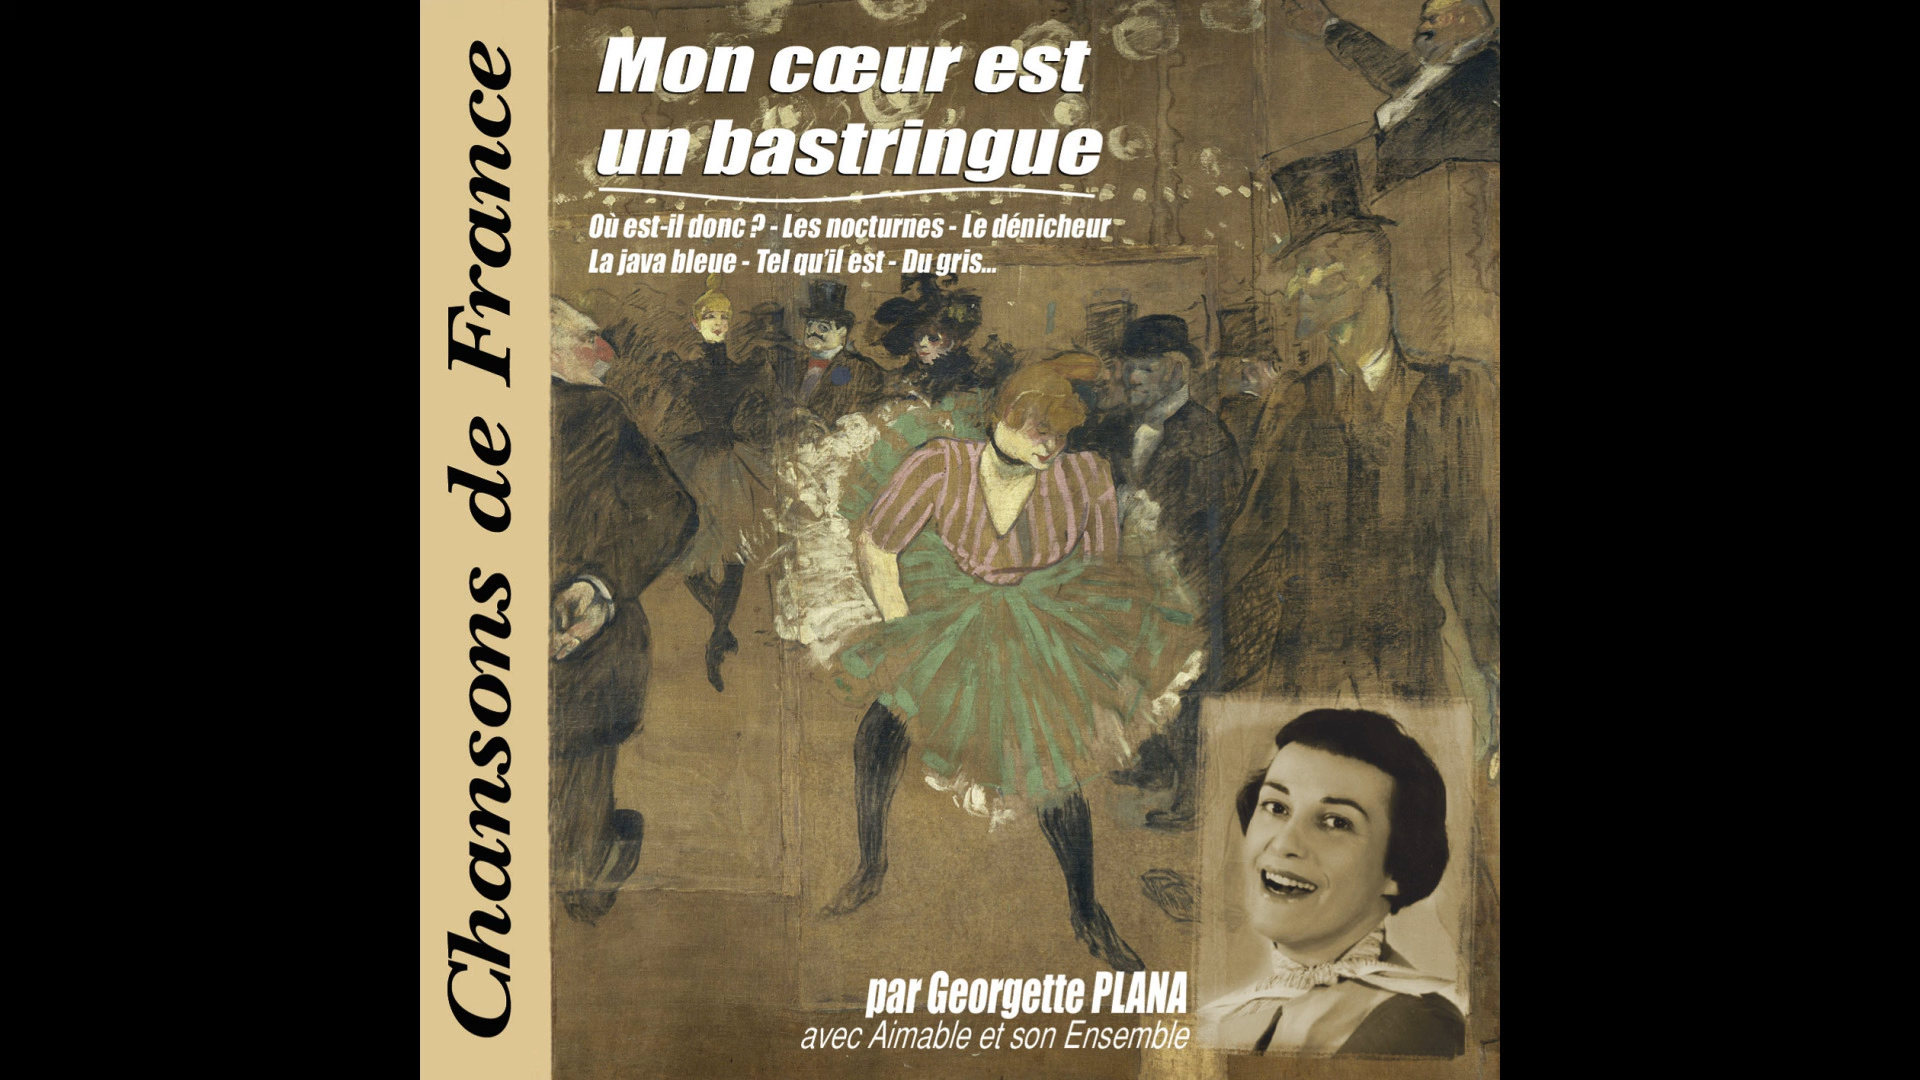 Chansons de France
Mon cœur est
un bastringue
Où est-il donc ? - Les nocturnes - Le dénicheur
La java bleue - Tel qu'il est - Du gris...
par Georgette PLANA
avec Aimable et son Ensemble